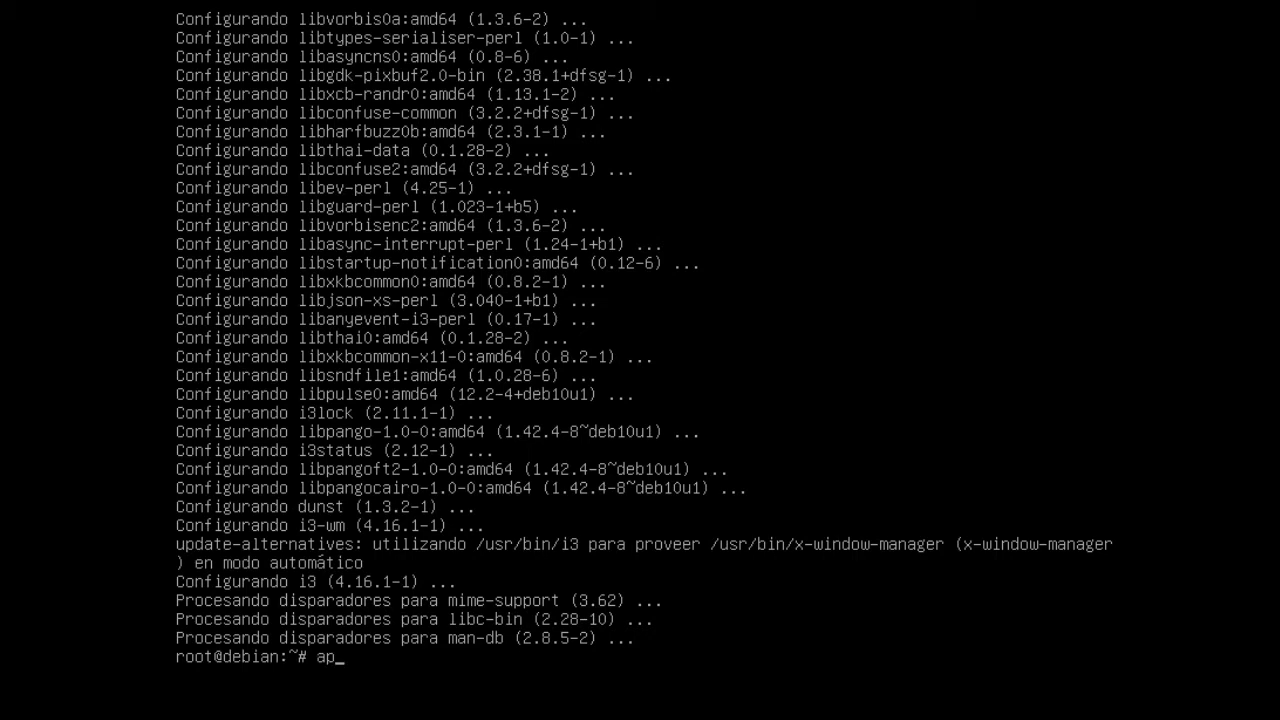 Configurando libvorbis0a:amd64 (1.3.6-2) ...
Configurando libtypes-serialiser-perl (1.0-1) ...
Configurando libasyncns0:amd64 (0.8-6) ...
Configurando libgdk-pixbuf2.0-bin (2.38.1+dfsg-1) ...
Configurando libxcb-randr0:amd64 (1.13.1-2) ...
Configurando libconfuse-common (3.2.2+dfsg-1) ...
Configurando libharfbuzz0b:amd64 (2.3.1-1) ...
Configurando libthai-data (0.1.28-2) ...
Configurando libconfuse2:amd64 (3.2.2+dfsg-1) ...
Configurando libev-perl (4.25-1) ...
Configurando libguard-perl (1.023-1+b5) ...
Configurando libvorbisenc2:amd64 (1.3.6-2) ...
Configurando libasync-interrupt-perl (1.24-1+b1) ...
Configurando libstartup-notification0:amd64 (0.12-6) ...
Configurando libxkbcommon0:amd64 (0.8.2-1) ...
Configurando libjson-xs-perl (3.040-1+b1) ...
Configurando libanyevent-i3-perl (0.17-1) ...
Configurando libthai0:amd64 (0.1.28-2) ...
Configurando libxkbcommon-x11-0:amd64 (0.8.2-1) ...
Configurando libsndfile1:amd64 (1.0.28-6) ...
Configurando libpulse0:amd64 (12.2-4+deb10u1) ...
Configurando i3lock (2.11.1-1) ...
Configurando libpango-1.0-0:amd64 (1.42.4-8~deb10u1) ...
Configurando i3status (2.12-1) ...
Configurando libpangoft2-1.0-0:amd64 (1.42.4-8~deb10u1) ...
Configurando libpangocairo-1.0-0:amd64 (1.42.4-8~deb10u1) ...
Configurando dunst (1.3.2-1) ...
Configurando i3-wm (4.16.1-1) ...
update-alternatives: utilizando /usr/bin/i3 para proveer /usr/bin/x-window-manager (x-window-manager
) en modo automático
Configurando i3 (4.16.1-1) ...
Procesando disparadores para mime-support (3.62) ...
Procesando disparadores para libc-bin (2.28-10) ...
Procesando disparadores para man-db (2.8.5-2) ...
root@debian:~# ap_